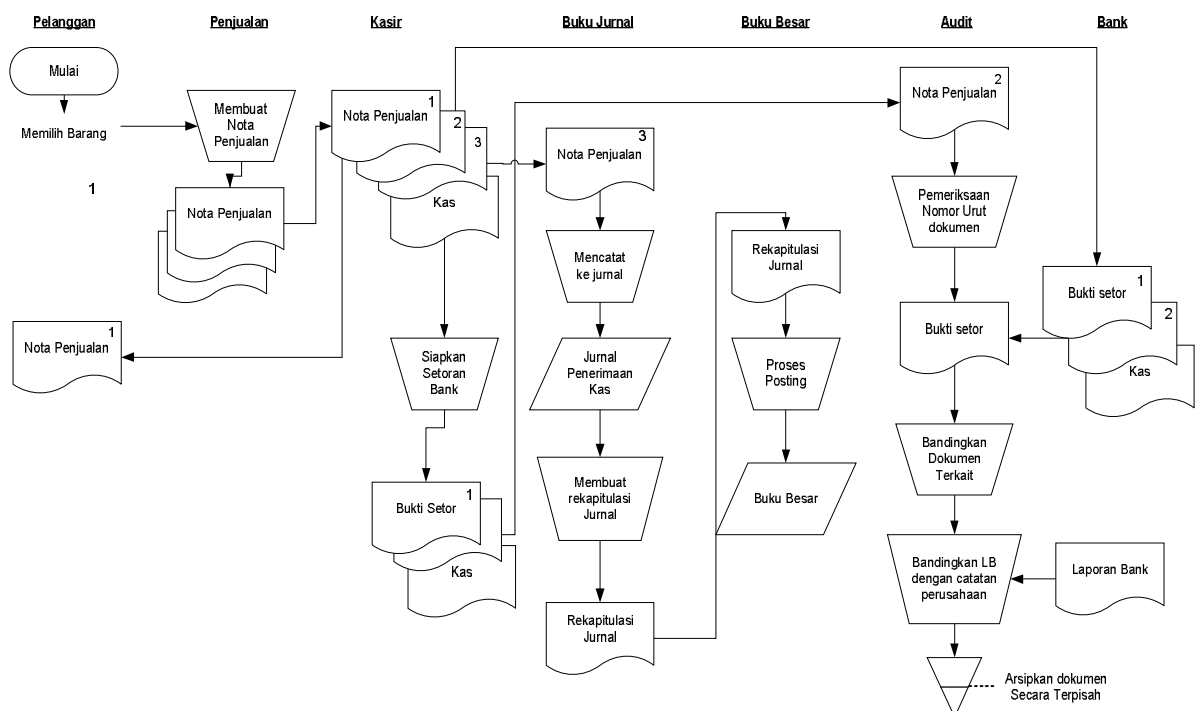 Pelanggan
Penjualan
Kasir
Buku Jurnal
Buku Besar
Audit
Bank
Mulai
Memilih Barang
1
Nota Penjualan
1
Membuat
Nota
Penjualan
Nota Penjualan
Nota Penjualan
1
2
3
Kas
Siapkan
Setoran
Bank
Bukti Setor
1
Kas
Nota Penjualan
3
Mencatat
ke jurnal
Jurnal
Penerimaan
Kas
Membuat
rekapitulasi
Jurnal
Rekapitulasi
Jurnal
Rekapitulasi
Jurnal
Proses
Posting
Buku Besar
Nota Penjualan
2
Pemeriksaan
Nomor Urut
dokumen
Bukti setor
Bandingkan
Dokumen
Terkait
Bandingkan LB
dengan catatan
perusahaan
Arsipkan dokumen
Secara Terpisah
Bukti setor
1
2
Kas
Laporan Bank